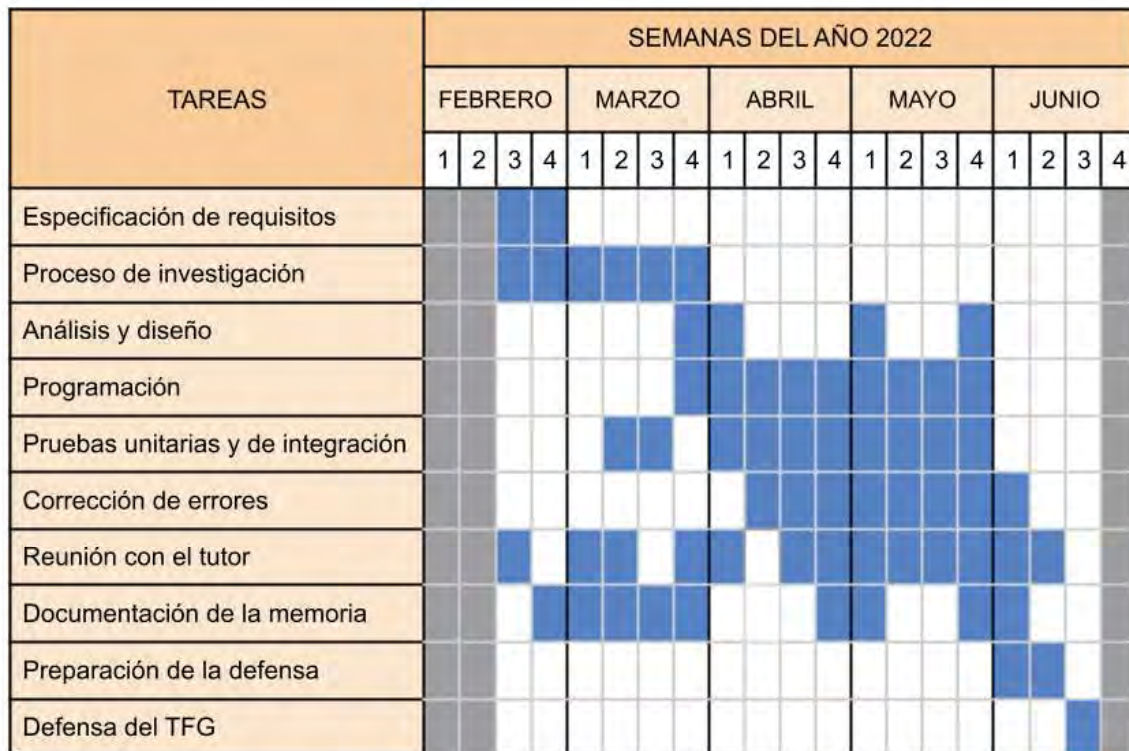 TAREAS
SEMANAS DEL AÑO 2022
FEBRERO MARZO ABRIL MAYO JUNIO
1 2 3 4 1 2 3 4 1 2 3 4 1 2 3 4 1 2 3 4
Especificación de requisitos
Proceso de investigación
Análisis y diseño
Programación
Pruebas unitarias y de integración
Corrección de errores
Reunión con el tutor
Documentación de la memoria
Preparación de la defensa
Defensa del TFG